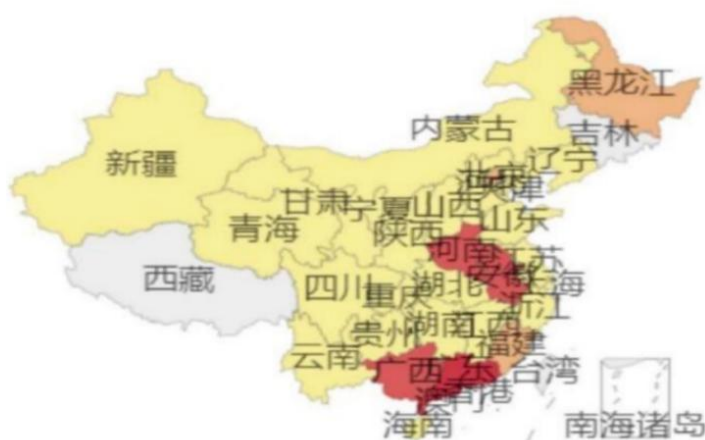 黑龙江
内蒙古
吉林
新疆
辽宁
甘肃
宁夏
山西
山东
青海
陕西
河南
江苏
西藏
安徽
四川
重庆
湖北
浙江
贵州
湖南
江西
福建
云南
广西
台湾
海南
南海诸岛